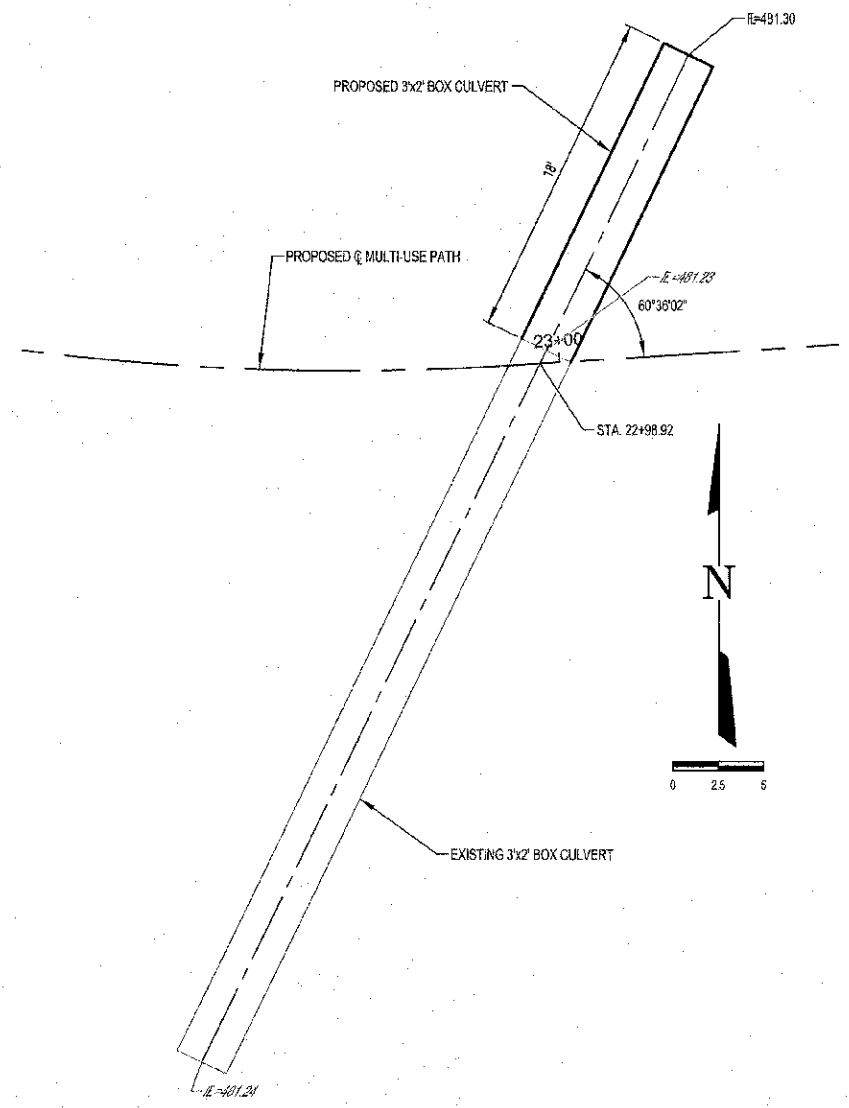 IE=481.30
PROPOSED 3'x2' BOX CULVERT
18'
PROPOSED ℄ MULTI-USE PATH
IE=481.23
60°36'02"
23+00
STA. 22+98.92
N
0 2.5 5
EXISTING 3'x2' BOX CULVERT
IE=481.24